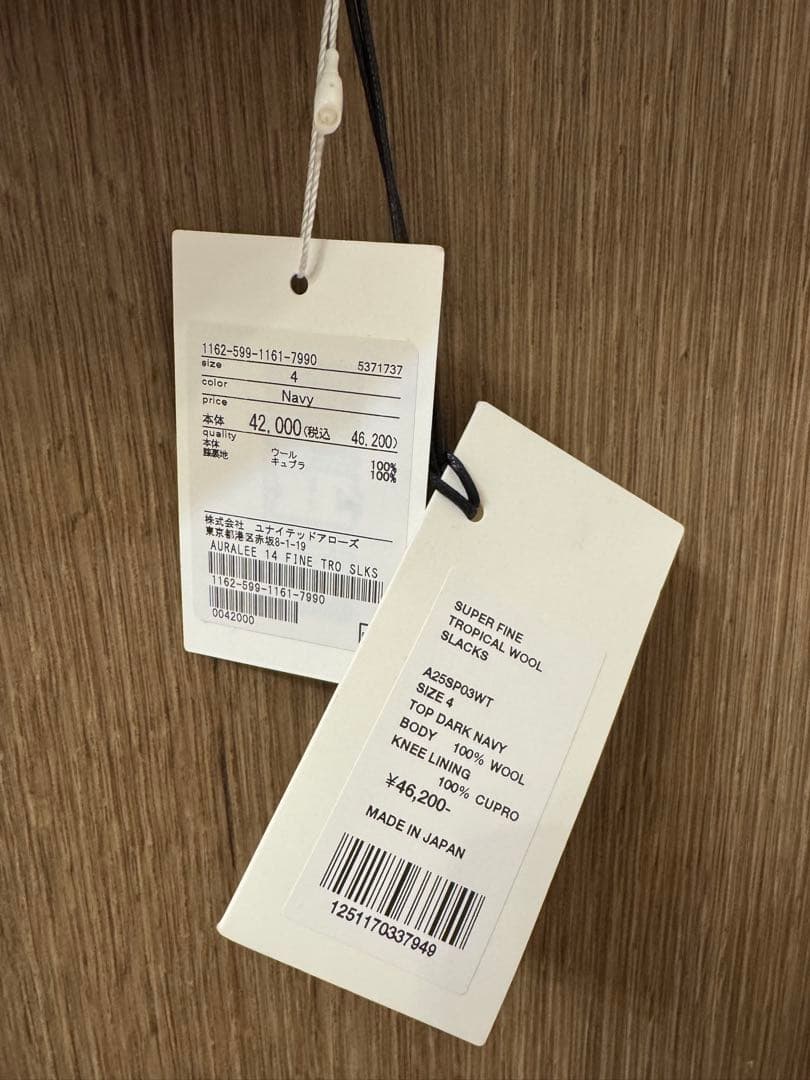 1162-599-1161-7990 5371737
size 4
color Navy
price
本体 42,000(税込 46,200)
quality
本体 ウール 100%
膝裏地 キュプラ 100%
株式会社 ユナイテッドアローズ
東京都港区赤坂8-1-19
AURALEE 14 FINE TRO SLKS
1162-599-1161-7990
0042000
SUPER FINE
TROPICAL WOOL
SLACKS
A25SP03WT
SIZE 4
TOP DARK NAVY
BODY 100% WOOL
KNEE LINING
100% CUPRO
¥46,200-
MADE IN JAPAN
1251170337949